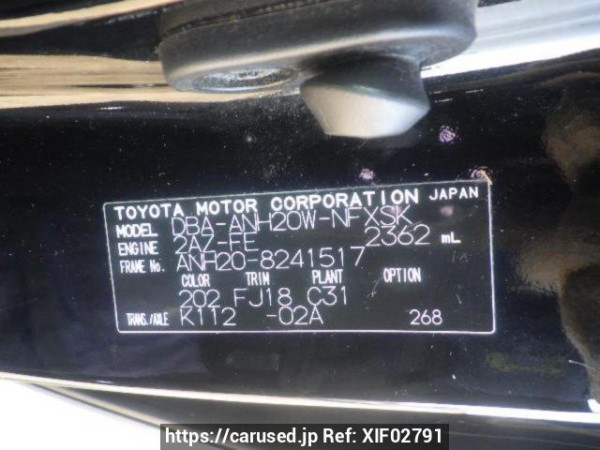 TOYOTA MOTOR CORPORATION JAPAN
MODEL DBA-ANH20W-NFXSK
ENGINE 2AZ-FE 2362 mL
FRAME No. ANH20-8241517
COLOR TRIM PLANT OPTION
202 FJ18 C31
TRANS./AXLE K112 -02A 268
https://carused.jp Ref: XIF02791